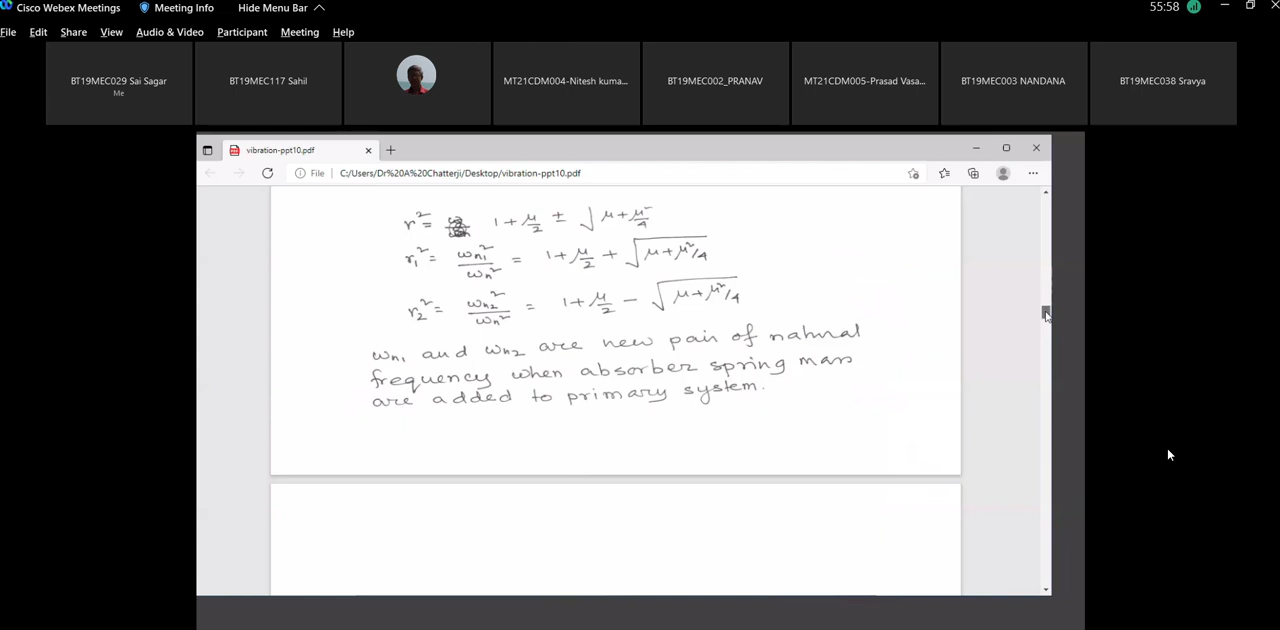 Cisco Webex Meetings Meeting Info Hide Menu Bar 55:58
File Edit Share View Audio & Video Participant Meeting Help
BT19MEC029 Sai Sagar
Me
BT19MEC117 Sahil
MT21CDM004-Nitesh kuma...
BT19MEC002_PRANAV
MT21CDM005-Prasad Vasa...
BT19MEC003 NANDANA
BT19MEC038 Sravya
vibration-ppt10.pdf
File C:/Users/Dr%20A%20Chatterji/Desktop/vibration-ppt10.pdf
r² = 1 + μ/2 ± √μ + μ²/4
r₁² = ωn₁²/ωn² = 1 + μ/2 + √μ + μ²/4
r₂² = ωn₂²/ωn² = 1 + μ/2 − √μ + μ²/4
ωn₁ and ωn₂ are new pair of natural
frequency when absorber spring mass
are added to primary system.